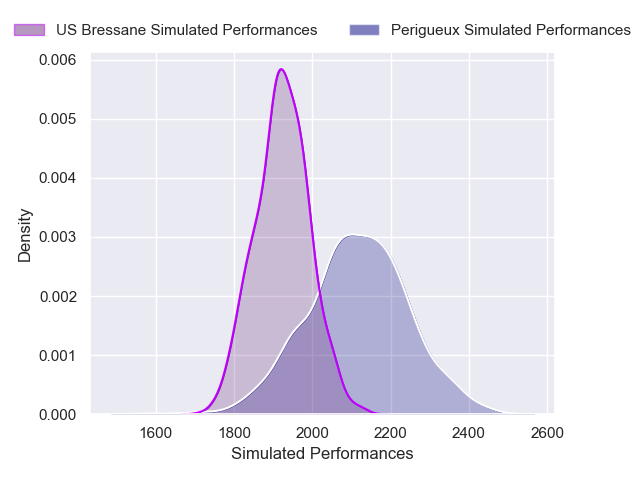 US Bressane Simulated Performances Perigueux Simulated Performances
0.006
0.005
0.004
0.003
0.002
0.001
0.000
Density
1600 1800 2000 2200 2400 2600
Simulated Performances